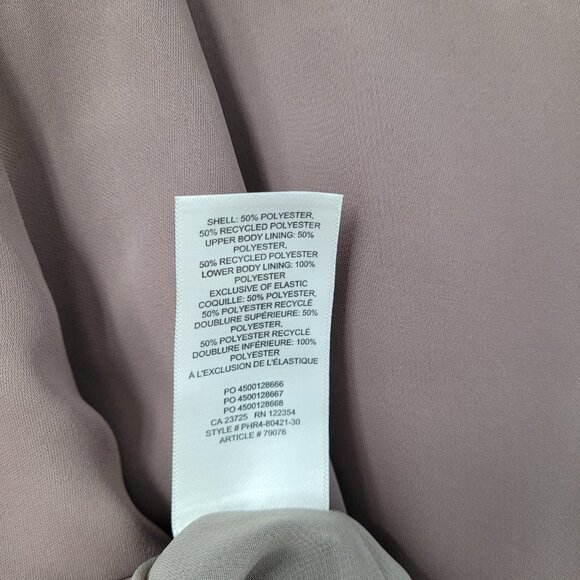 SHELL: 50% POLYESTER,
50% RECYCLED POLYESTER
UPPER BODY LINING: 50%
POLYESTER,
50% RECYCLED POLYESTER
LOWER BODY LINING: 100%
POLYESTER
EXCLUSIVE OF ELASTIC
COQUILLE: 50% POLYESTER,
50% POLYESTER RECYCLÉ
DOUBLURE SUPÉRIEURE: 50%
POLYESTER,
50% POLYESTER RECYCLÉ
DOUBLURE INFÉRIEURE: 100%
POLYESTER
À L'EXCLUSION DE L'ÉLASTIQUE
PO 4500128666
PO 4500128667
PO 4500128668
CA 23725 RN 122354
STYLE # PHR4-80421-30
ARTICLE # 79076